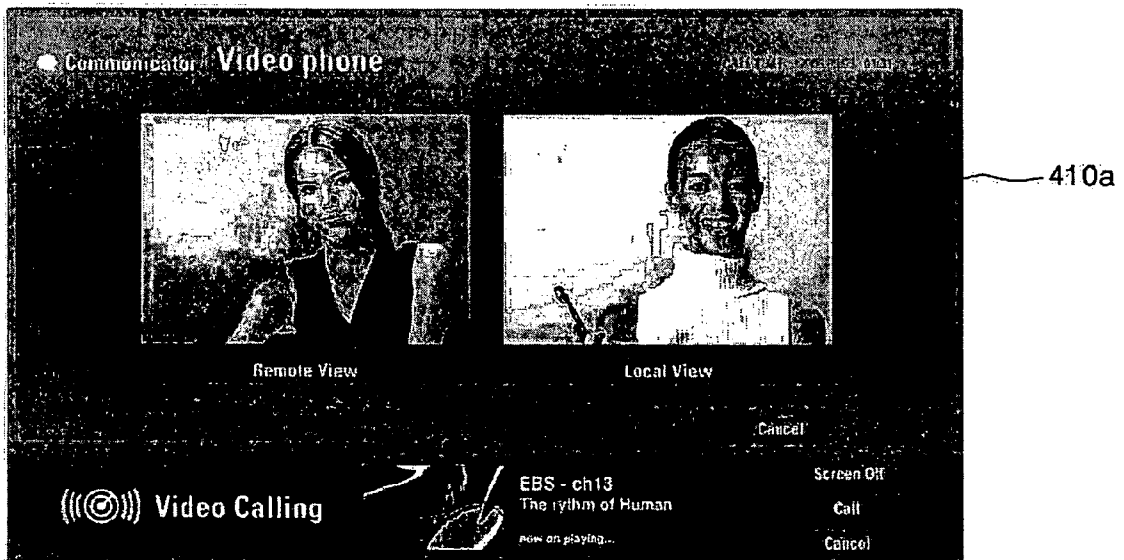 Communicator / Video phone
410a
Remote View
Local View
Cancel
Video Calling
EBS - ch13
The rythm of Human
now on playing...
Screen Off
Call
Cancel